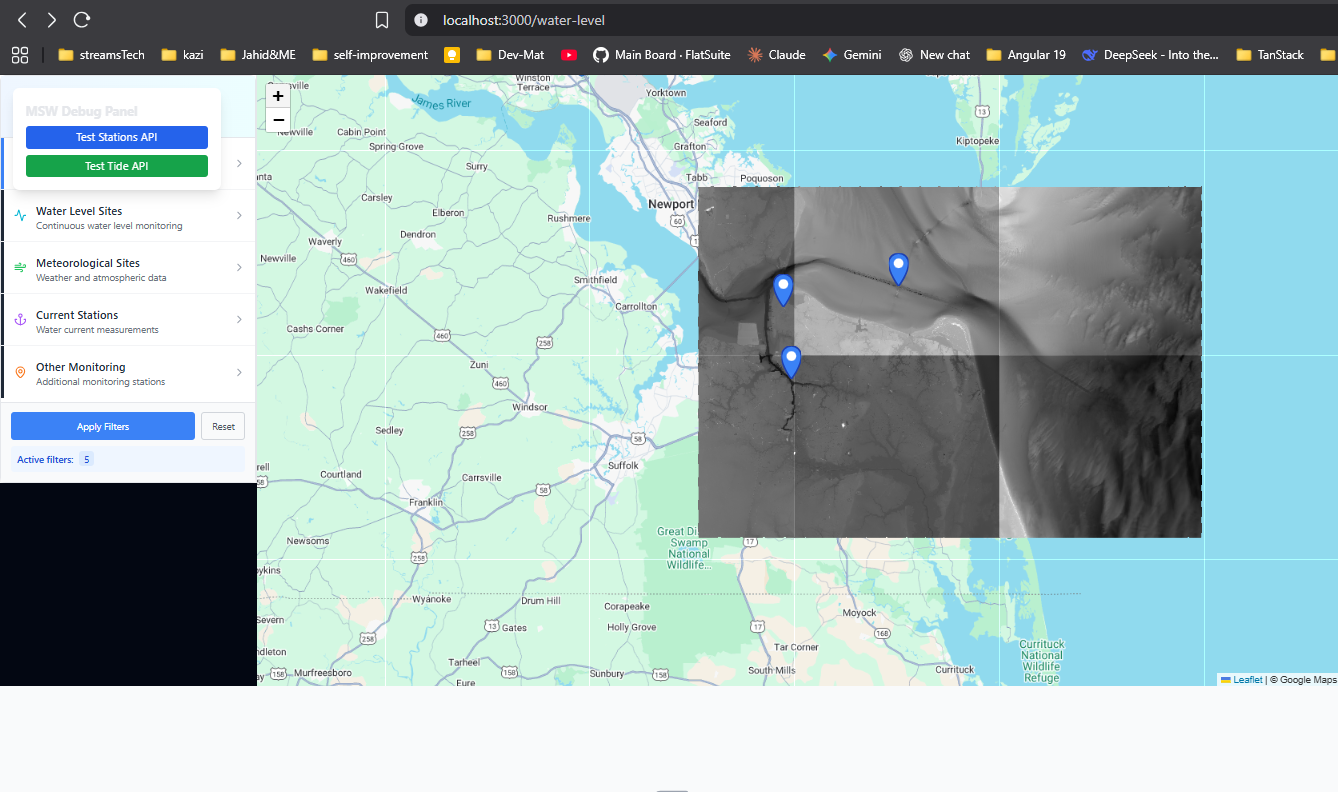 localhost:3000/water-level
streamsTech
kazi
Jahid&ME
self-improvement
Dev-Mat
Main Board · FlatSuite
Claude
Gemini
New chat
Angular 19
DeepSeek - Into the...
TanStack
MSW Debug Panel
Test Stations API
Test Tide API
Water Level Sites
Continuous water level monitoring
Meteorological Sites
Weather and atmospheric data
Current Stations
Water current measurements
Other Monitoring
Additional monitoring stations
Apply Filters
Reset
Active filters: 5
+
−
Winston
Terrace
Yorktown
James River
Seaford
13
Kiptopeke
Cabin Point
Spring Grove
Grafton
Surry
Tabb
Poquoson
Carsley
Elberon
Rushmere
Newport
60
Waverly
Dendron
Newville
460
Smithfield
Wakefield
Carrollton
Cashs Corner
460
258
Zuni
460
Windsor
258
Sedley
58
Suffolk
Courtland
Carrsville
58
58
Franklin
258
Newsoms
258
Great Di
Swamp
National
Wildlife...
17
Wyanoke
Drum Hill
Corapeake
13
Gates
Holly Grove
17
Moyock
168
258
Tar Corner
Tarheel
158
Murfreesboro
158
Sunbury
158
South Mills
Currituck
Eure
Currituck
National
Wildlife
Refuge
Leaflet | © Google Maps